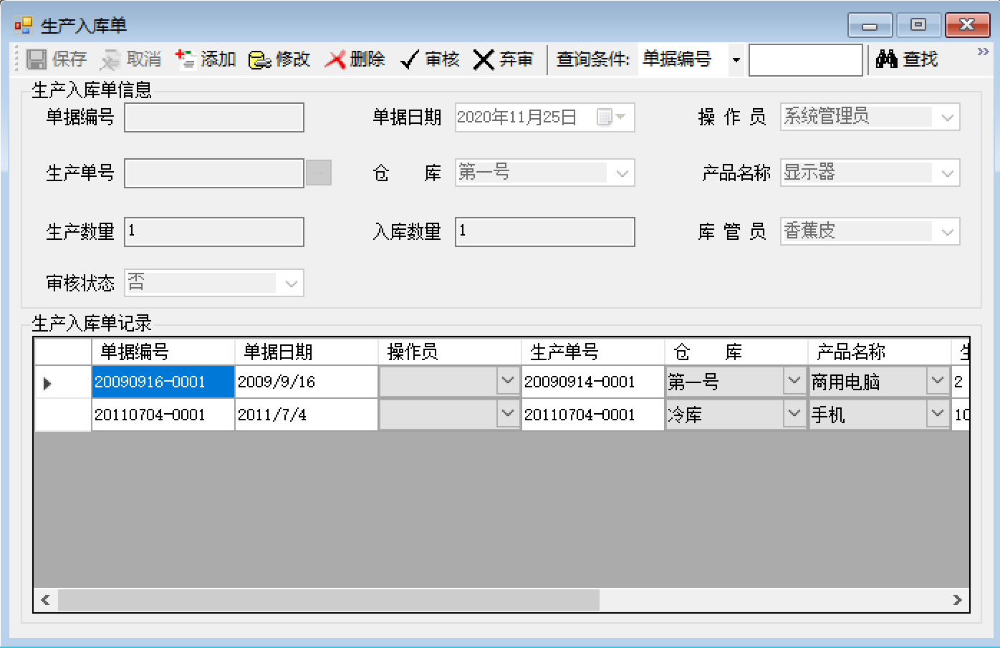 生产入库单
保存 取消 添加 修改 删除 审核 弃审 查询条件: 单据编号 查找
生产入库单信息
单据编号 单据日期 2020年11月25日 操 作 员 系统管理员
生产单号 ... 仓 库 第一号 产品名称 显示器
生产数量 1 入库数量 1 库 管 员 香蕉皮
审核状态 否
生产入库单记录
单据编号 单据日期 操作员 生产单号 仓 库 产品名称
20090916-0001 2009/9/16 20090914-0001 第一号 商用电脑 2
20110704-0001 2011/7/4 20110704-0001 冷库 手机 10